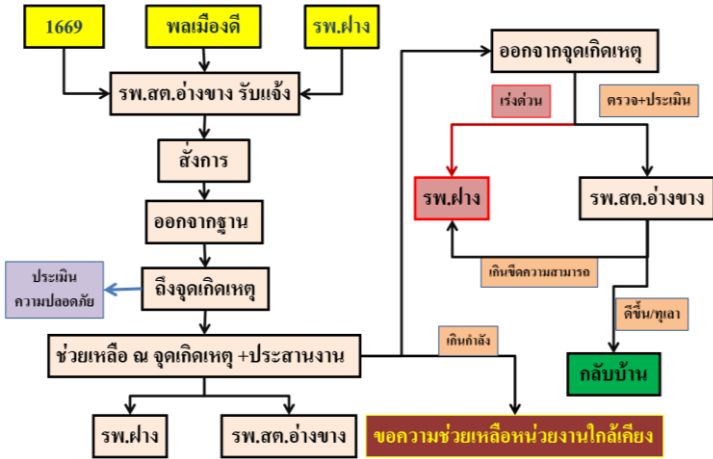 1669
พลเมืองดี
รพ.ฝาง
รพ.สต.อ่างขาง รับแจ้ง
สั่งการ
ออกจากฐาน
ประเมิน
ความปลอดภัย
ถึงจุดเกิดเหตุ
ช่วยเหลือ ณ จุดเกิดเหตุ +ประสานงาน
รพ.ฝาง
รพ.สต.อ่างขาง
ออกจากจุดเกิดเหตุ
เร่งด่วน
ตรวจ+ประเมิน
รพ.ฝาง
รพ.สต.อ่างขาง
เกินขีดความสามารถ
ดีขึ้น/ทุเลา
เกินกำลัง
กลับบ้าน
ขอความช่วยเหลือหน่วยงานใกล้เคียง